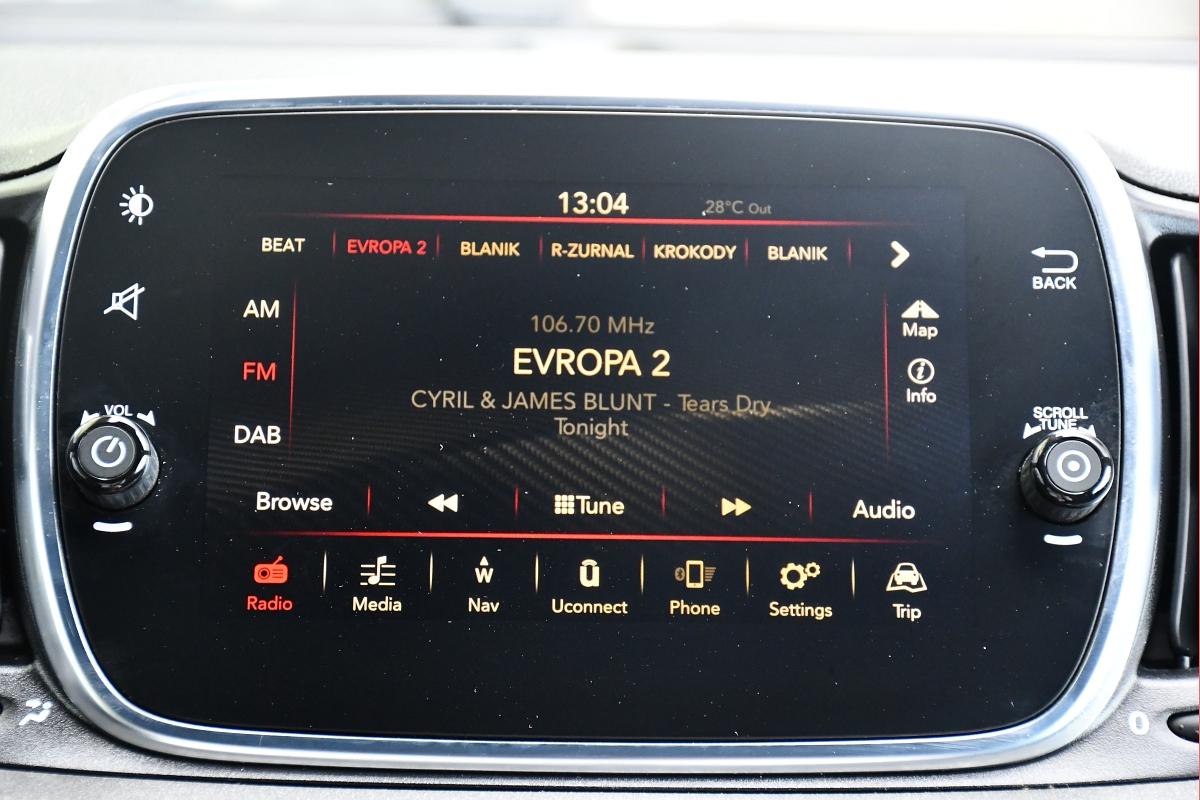 13:04 28°C Out
BEAT EVROPA 2 BLANIK R-ZURNAL KROKODY BLANIK
BACK
AM
106.70 MHz
Map
EVROPA 2
FM
Info
CYRIL & JAMES BLUNT - Tears Dry
Tonight
VOL
SCROLL
TUNE
DAB
Browse Tune Audio
W û
Radio Media Nav Uconnect Phone Settings Trip
0